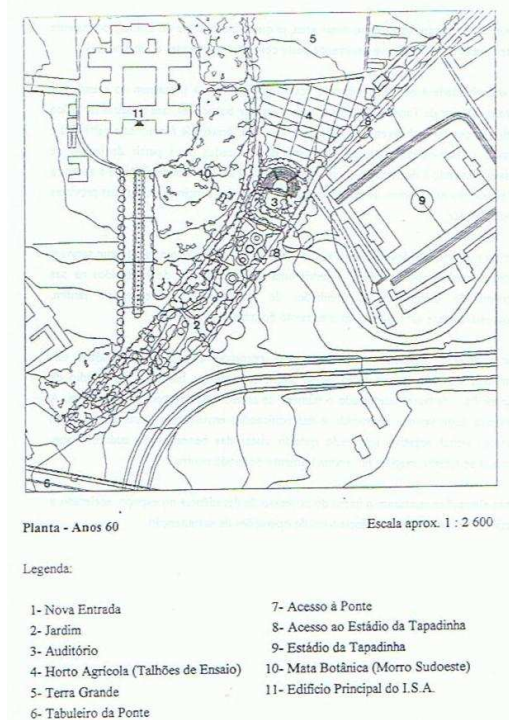 5
4
8
11
10
3
9
8
2
1
7
6
Planta - Anos 60
Escala aprox. 1 : 2 600
Legenda:
1- Nova Entrada
2- Jardim
3- Auditório
4- Horto Agrícola (Talhões de Ensaio)
5- Terra Grande
6- Tabuleiro da Ponte
7- Acesso à Ponte
8- Acesso ao Estádio da Tapadinha
9- Estádio da Tapadinha
10- Mata Botânica (Morro Sudoeste)
11- Edifício Principal do I.S.A.